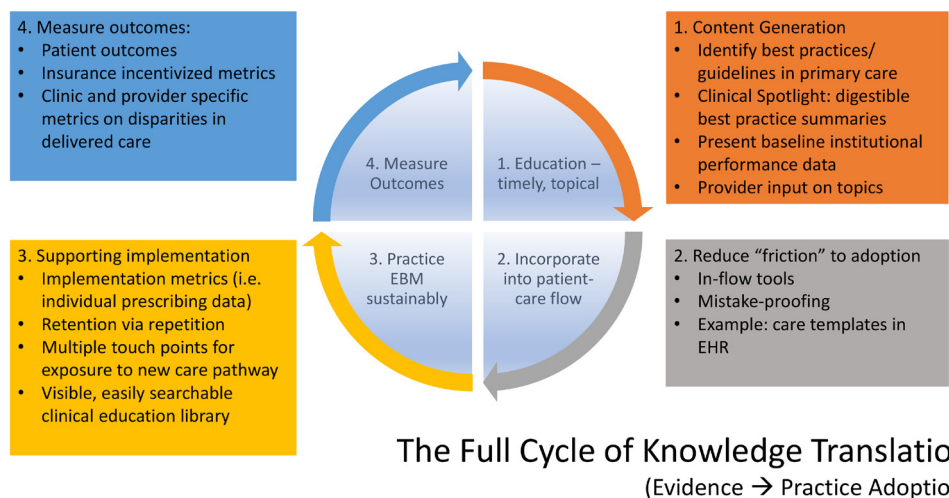 4. Measure outcomes:
• Patient outcomes
• Insurance incentivized metrics
• Clinic and provider specific
metrics on disparities in
delivered care
1. Content Generation
• Identify best practices/
guidelines in primary care
• Clinical Spotlight: digestible
best practice summaries
• Present baseline institutional
performance data
• Provider input on topics
4. Measure
Outcomes
1. Education –
timely, topical
3. Practice
EBM
sustainably
2. Incorporate
into patient-
care flow
3. Supporting implementation
• Implementation metrics (i.e.
individual prescribing data)
• Retention via repetition
• Multiple touch points for
exposure to new care pathway
• Visible, easily searchable
clinical education library
2. Reduce “friction” to adoption
• In-flow tools
• Mistake-proofing
• Example: care templates in
EHR
The Full Cycle of Knowledge Translatio
(Evidence → Practice Adoptio